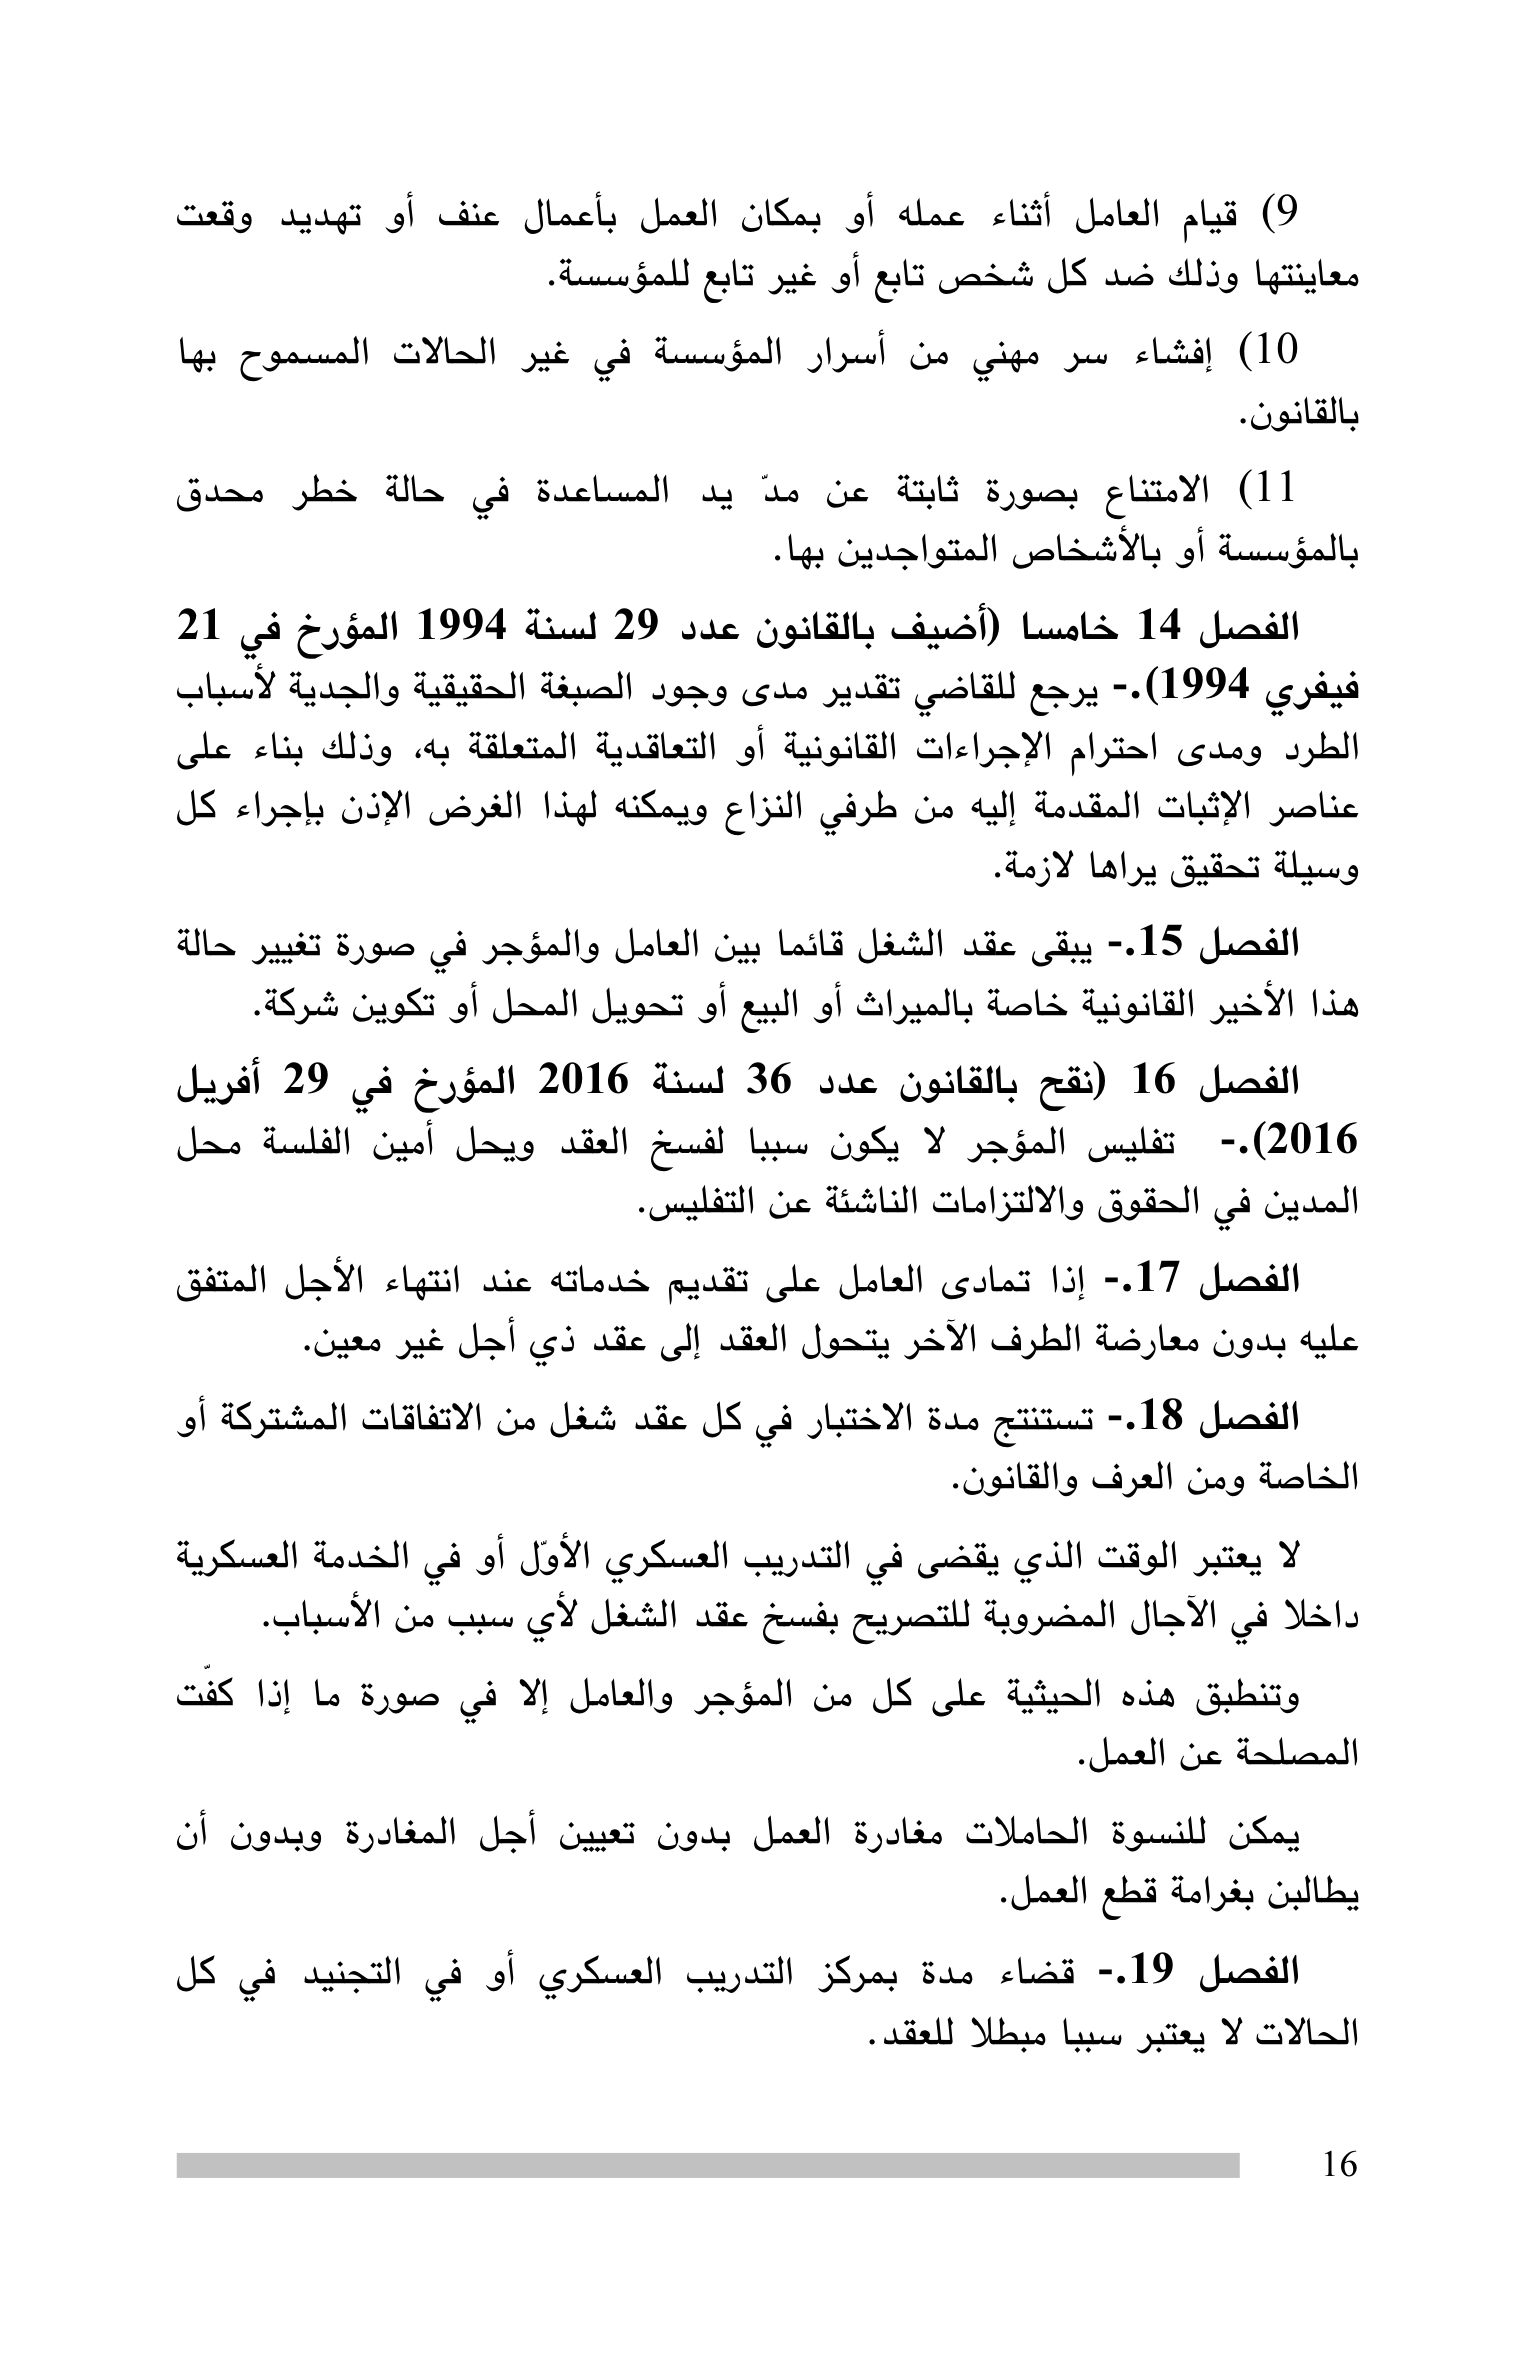 9) قيام العامل أثناء عمله أو بمكان العمل بأعمال عنف أو تهديد وقعت
معاينتها وذلك ضد كل شخص تابع أو غير تابع للمؤسسة.
10) إفشاء سر مهني من أسرار المؤسسة في غير الحالات المسموح بها
بالقانون.
11) الامتناع بصورة ثابتة عن مدّ يد المساعدة في حالة خطر محدق
بالمؤسسة أو بالأشخاص المتواجدين بها.
الفصل 14 خامسا (أضيف بالقانون عدد 29 لسنة 1994 المؤرخ في 21
فيفري 1994).- يرجع للقاضي تقدير مدى وجود الصبغة الحقيقية والجدية لأسباب
الطرد ومدى احترام الإجراءات القانونية أو التعاقدية المتعلقة به، وذلك بناء على
عناصر الإثبات المقدمة إليه من طرفي النزاع ويمكنه لهذا الغرض الإذن بإجراء كل
وسيلة تحقيق يراها لازمة.
الفصل 15.- يبقى عقد الشغل قائما بين العامل والمؤجر في صورة تغيير حالة
هذا الأخير القانونية خاصة بالميراث أو البيع أو تحويل المحل أو تكوين شركة.
الفصل 16 (نقح بالقانون عدد 36 لسنة 2016 المؤرخ في 29 أفريل
2016).- تفليس المؤجر لا يكون سببا لفسخ العقد ويحل أمين الفلسة محل
المدين في الحقوق والالتزامات الناشئة عن التفليس.
الفصل 17.- إذا تمادى العامل على تقديم خدماته عند انتهاء الأجل المتفق
عليه بدون معارضة الطرف الآخر يتحول العقد إلى عقد ذي أجل غير معين.
الفصل 18.- تستنتج مدة الاختبار في كل عقد شغل من الاتفاقات المشتركة أو
الخاصة ومن العرف والقانون.
لا يعتبر الوقت الذي يقضى في التدريب العسكري الأوّل أو في الخدمة العسكرية
داخلا في الآجال المضروبة للتصريح بفسخ عقد الشغل لأي سبب من الأسباب.
وتنطبق هذه الحيثية على كل من المؤجر والعامل إلا في صورة ما إذا كفّت
المصلحة عن العمل.
يمكن للنسوة الحاملات مغادرة العمل بدون تعيين أجل المغادرة وبدون أن
يطالبن بغرامة قطع العمل.
الفصل 19.- قضاء مدة بمركز التدريب العسكري أو في التجنيد في كل
الحالات لا يعتبر سببا مبطلا للعقد.
16